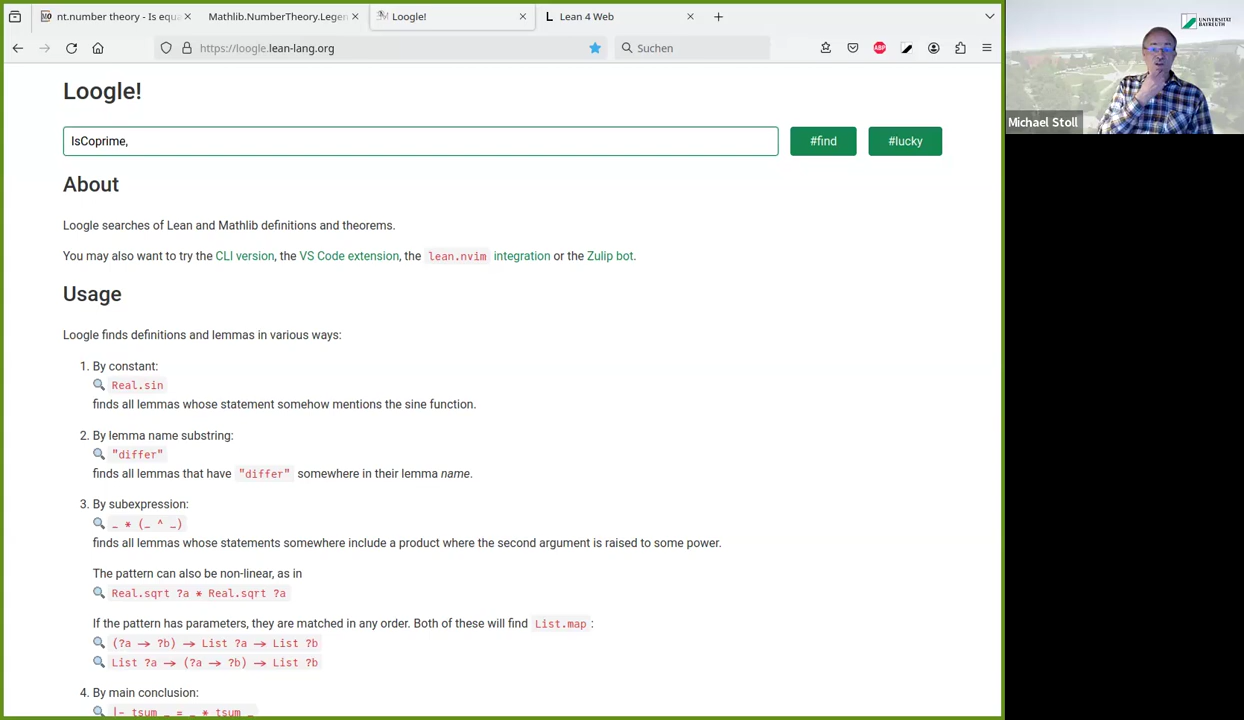 nt.number theory - Is equa
Mathlib.NumberTheory.Legen
Loogle!
Lean 4 Web
https://loogle.lean-lang.org
Suchen
ABP
UNIVERSITÄT
BAYREUTH
Michael Stoll
Loogle!
IsCoprime,
#find
#lucky
About
Loogle searches of Lean and Mathlib definitions and theorems.
You may also want to try the CLI version, the VS Code extension, the lean.nvim integration or the Zulip bot.
Usage
Loogle finds definitions and lemmas in various ways:
1. By constant:
🔍 Real.sin
finds all lemmas whose statement somehow mentions the sine function.
2. By lemma name substring:
🔍 "differ"
finds all lemmas that have "differ" somewhere in their lemma name.
3. By subexpression:
🔍 _ * (_ ^ _)
finds all lemmas whose statements somewhere include a product where the second argument is raised to some power.
The pattern can also be non-linear, as in
🔍 Real.sqrt ?a * Real.sqrt ?a
If the pattern has parameters, they are matched in any order. Both of these will find List.map :
🔍 (?a → ?b) → List ?a → List ?b
🔍 List ?a → (?a → ?b) → List ?b
4. By main conclusion:
🔍 |- tsum _ = _ * tsum _